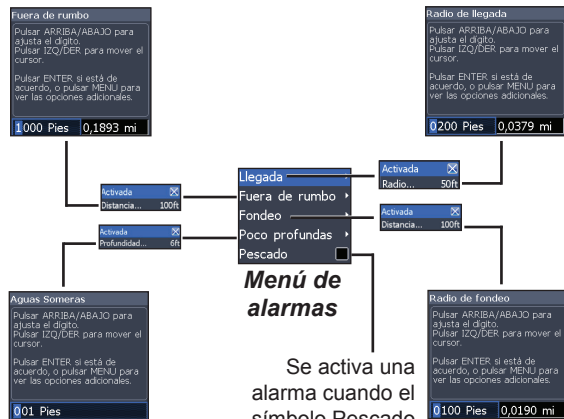 Fuera de rumbo
Pulsar ARRIBA/ABAJO para
ajusta el dígito.
Pulsar IZQ/DER para mover el
cursor.
Pulsar ENTER si está de
acuerdo, o pulsar MENU para
ver las opciones adicionales.
1000 Pies 0,1893 mi
Radio de llegada
Pulsar ARRIBA/ABAJO para
ajusta el dígito.
Pulsar IZQ/DER para mover el
cursor.
Pulsar ENTER si está de
acuerdo, o pulsar MENU para
ver las opciones adicionales.
0200 Pies 0,0379 mi
Activada
Distancia... 100ft
Activada
Profundidad... 6ft
Llegada
Fuera de rumbo
Fondeo
Poco profundas
Pescado
Activada
Radio... 50ft
Activada
Distancia... 100ft
Menú de
alarmas
Aguas Someras
Pulsar ARRIBA/ABAJO para
ajusta el dígito.
Pulsar IZQ/DER para mover el
cursor.
Pulsar ENTER si está de
acuerdo, o pulsar MENU para
ver las opciones adicionales.
001 Pies
Se activa una
alarma cuando el
símbolo Pescado
Radio de fondeo
Pulsar ARRIBA/ABAJO para
ajusta el dígito.
Pulsar IZQ/DER para mover el
cursor.
Pulsar ENTER si está de
acuerdo, o pulsar MENU para
ver las opciones adicionales.
0100 Pies 0,0190 mi